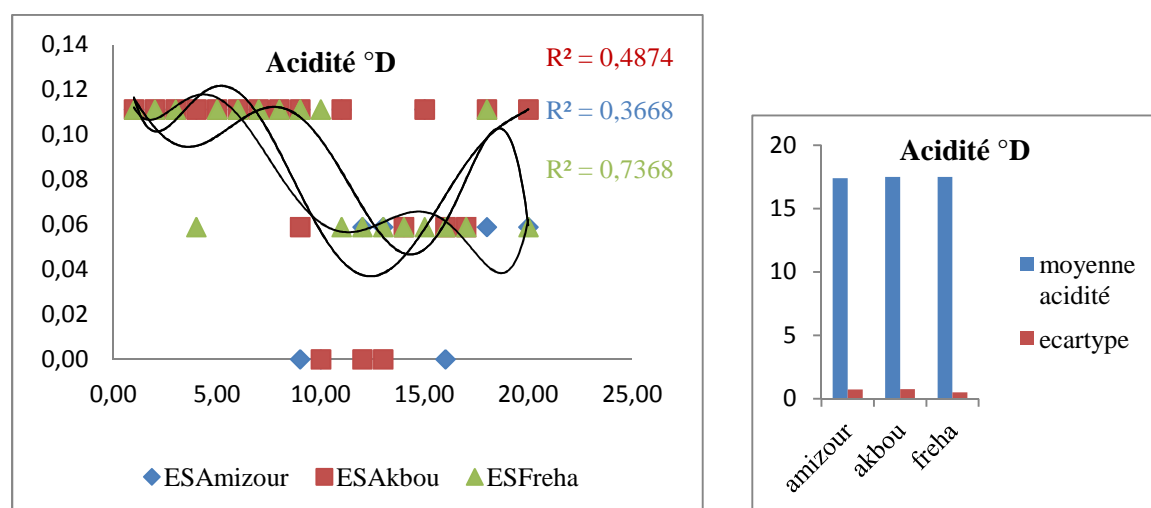 Acidité °D
R² = 0,4874
R² = 0,3668
R² = 0,7368
0,14
0,12
0,10
0,08
0,06
0,04
0,02
0,00
0,00 5,00 10,00 15,00 20,00 25,00
ESAmizour ESAkbou ESFreha
Acidité °D
20
15
10
5
0
amizour akbou freha
moyenne
acidité
ecartype